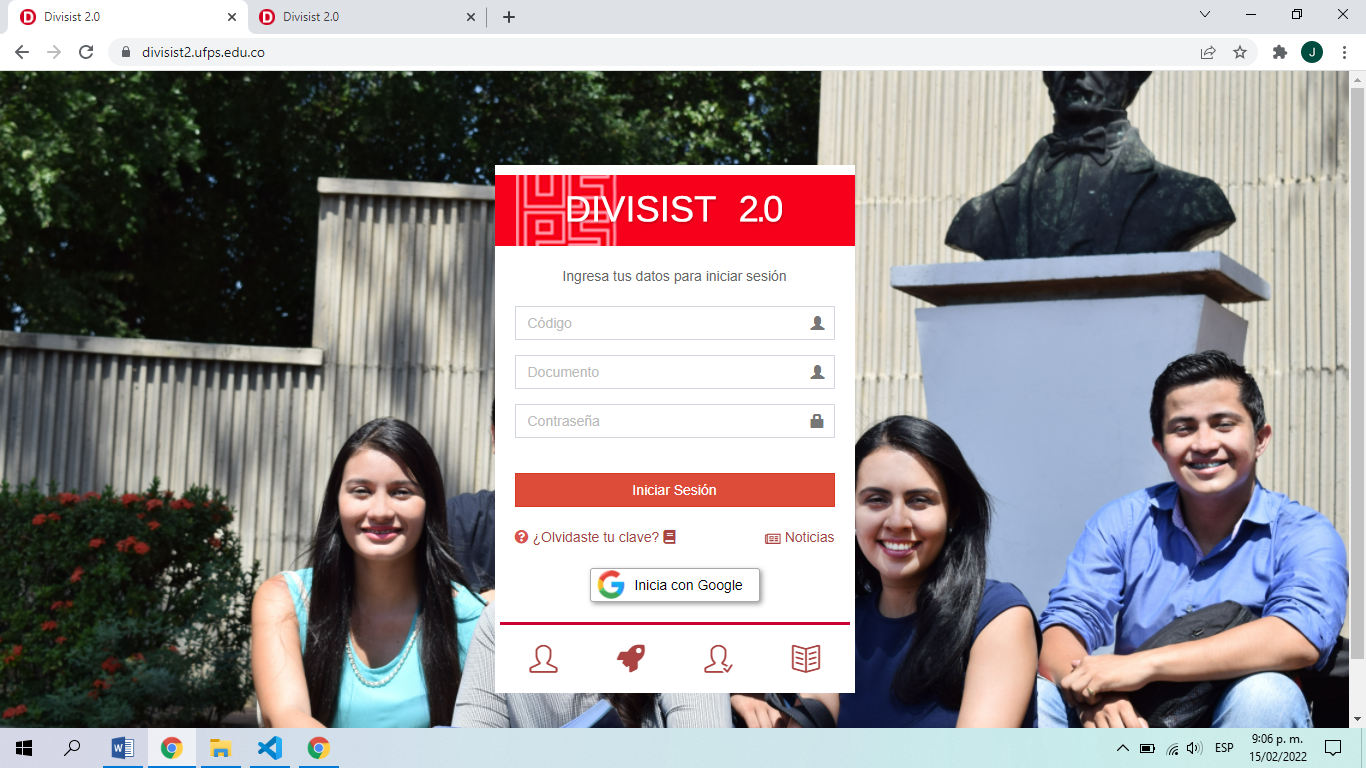 Divisist 2.0
Divisist 2.0
divisist2.ufps.edu.co
J
UFPS
DIVISIST 2.0
Ingresa tus datos para iniciar sesión
Código
Documento
Contraseña
Iniciar Sesión
¿Olvidaste tu clave?
Noticias
Inicia con Google
ESP
9:06 p. m.
15/02/2022